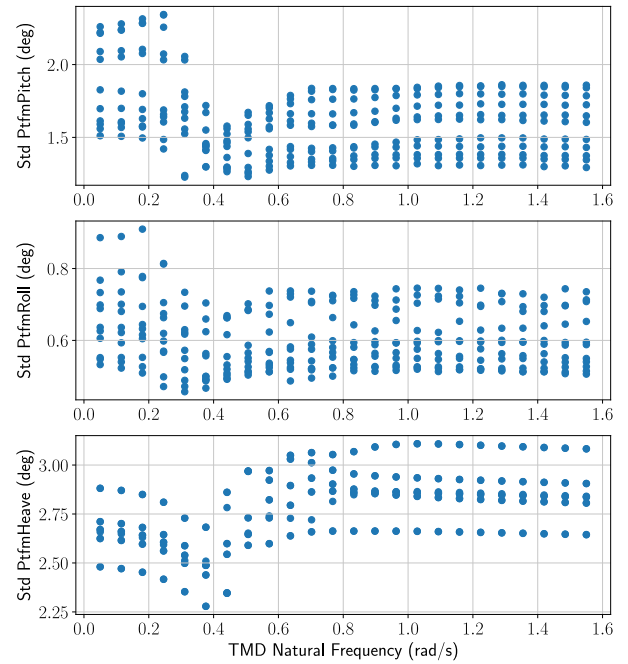 2.0
1.5
Std PtfmPitch (deg)
0.0 0.2 0.4 0.6 0.8 1.0 1.2 1.4 1.6
0.8
0.6
Std PtfmRoll (deg)
0.0 0.2 0.4 0.6 0.8 1.0 1.2 1.4 1.6
3.00
2.75
2.50
2.25
Std PtfmHeave (deg)
0.0 0.2 0.4 0.6 0.8 1.0 1.2 1.4 1.6
TMD Natural Frequency (rad/s)